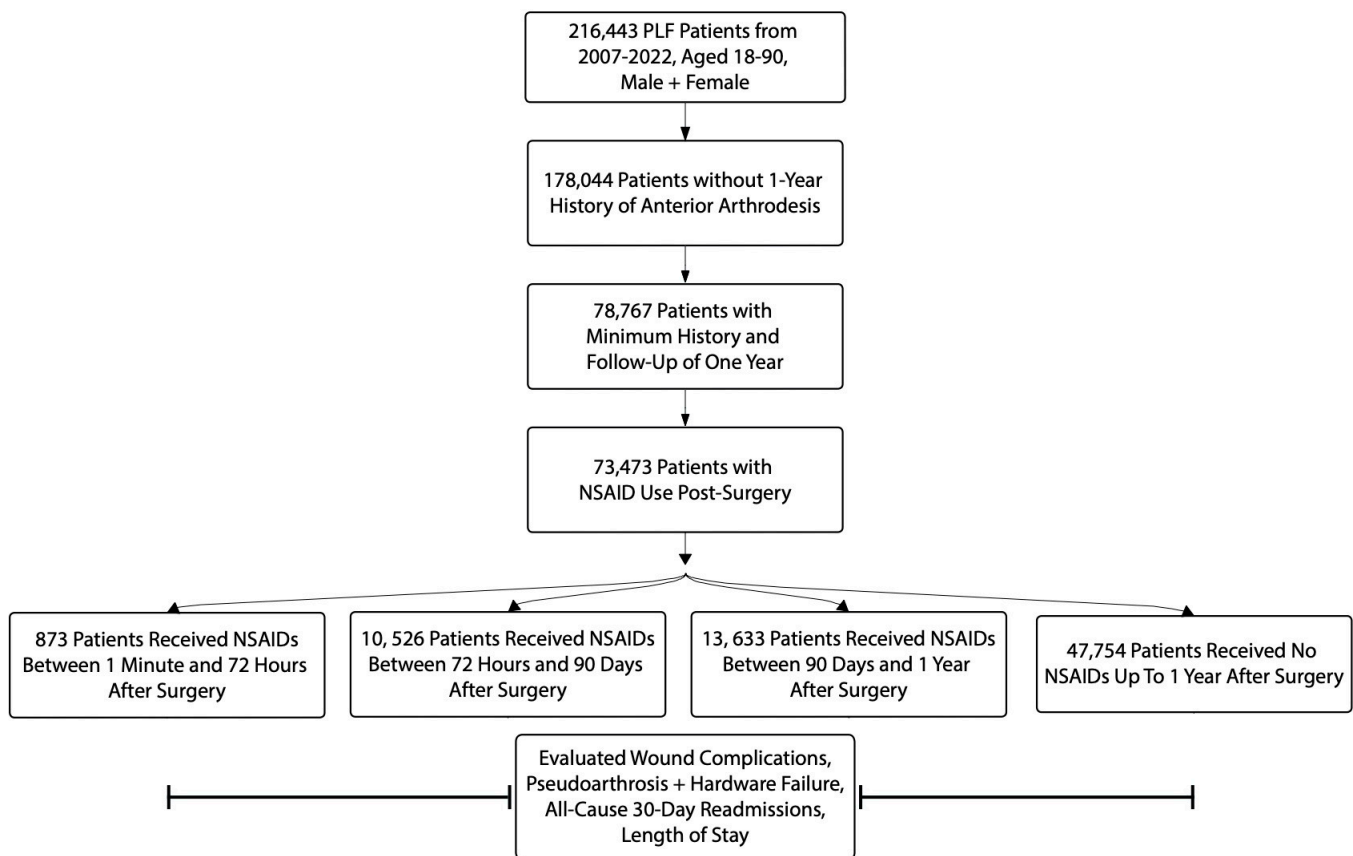 216,443 PLF Patients from
2007-2022, Aged 18-90,
Male + Female
178,044 Patients without 1-Year
History of Anterior Arthrodesis
78,767 Patients with
Minimum History and
Follow-Up of One Year
73,473 Patients with
NSAID Use Post-Surgery
873 Patients Received NSAIDs
Between 1 Minute and 72 Hours
After Surgery
10, 526 Patients Received NSAIDs
Between 72 Hours and 90 Days
After Surgery
13, 633 Patients Received NSAIDs
Between 90 Days and 1 Year
After Surgery
47,754 Patients Received No
NSAIDs Up To 1 Year After Surgery
Evaluated Wound Complications,
Pseudoarthrosis + Hardware Failure,
All-Cause 30-Day Readmissions,
Length of Stay